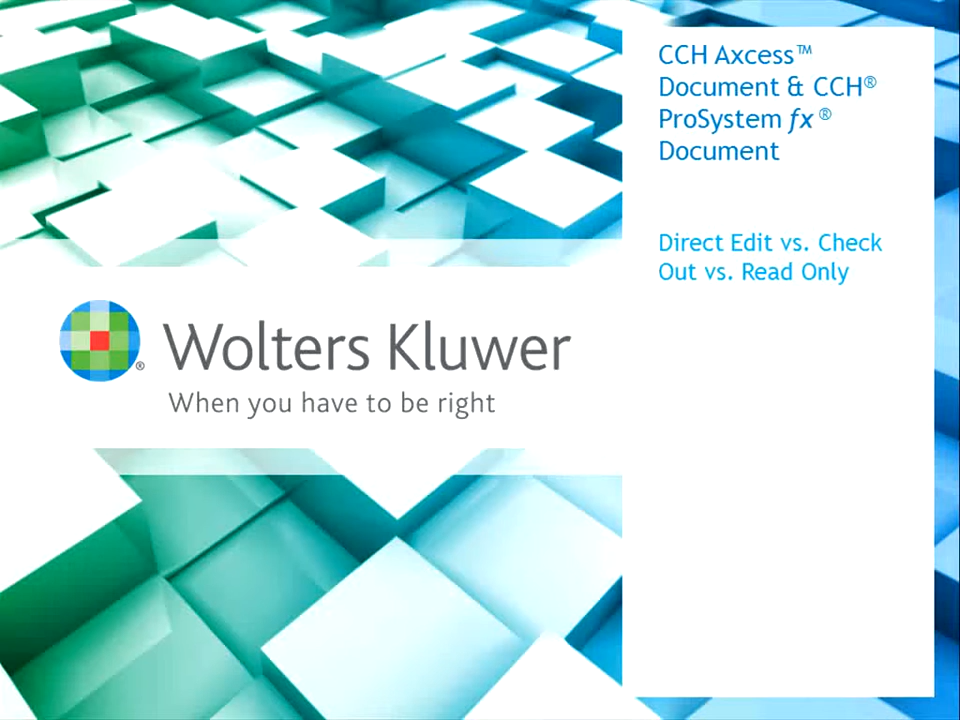 CCH Axcess™
Document & CCH®
ProSystem fx ®
Document
Direct Edit vs. Check
Out vs. Read Only
Wolters Kluwer
®
When you have to be right